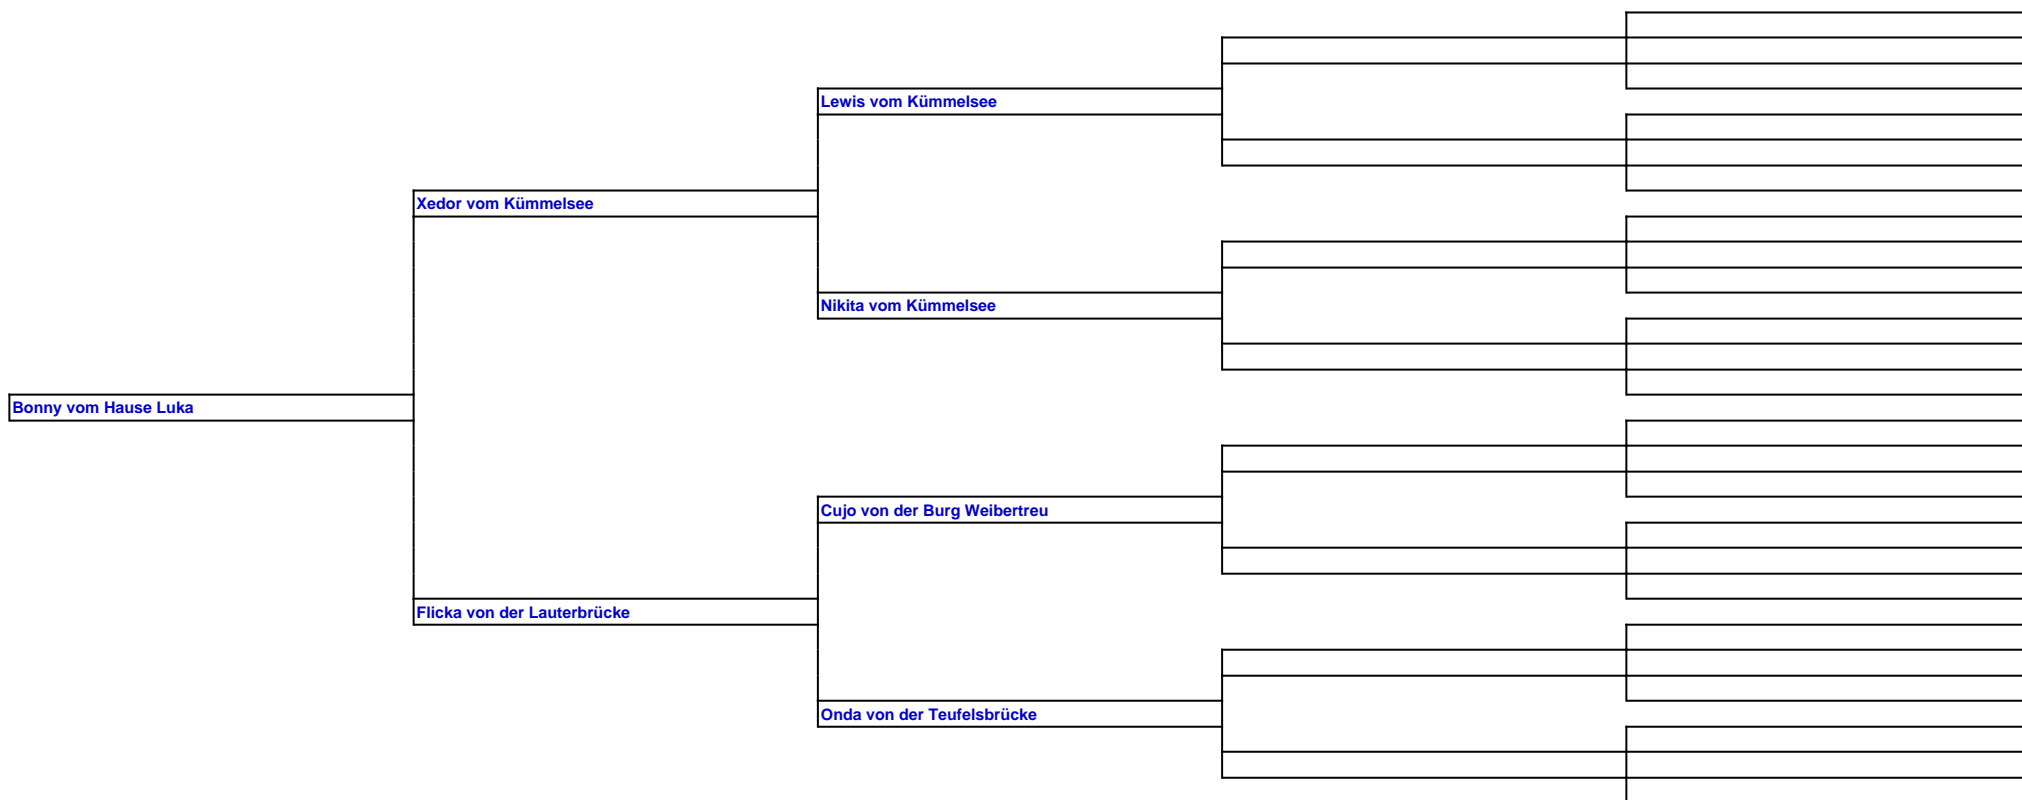 Lewis vom Kümmelsee
Xedor vom Kümmelsee
Nikita vom Kümmelsee
Bonny vom Hause Luka
Cujo von der Burg Weibertreu
Flicka von der Lauterbrücke
Onda von der Teufelsbrücke